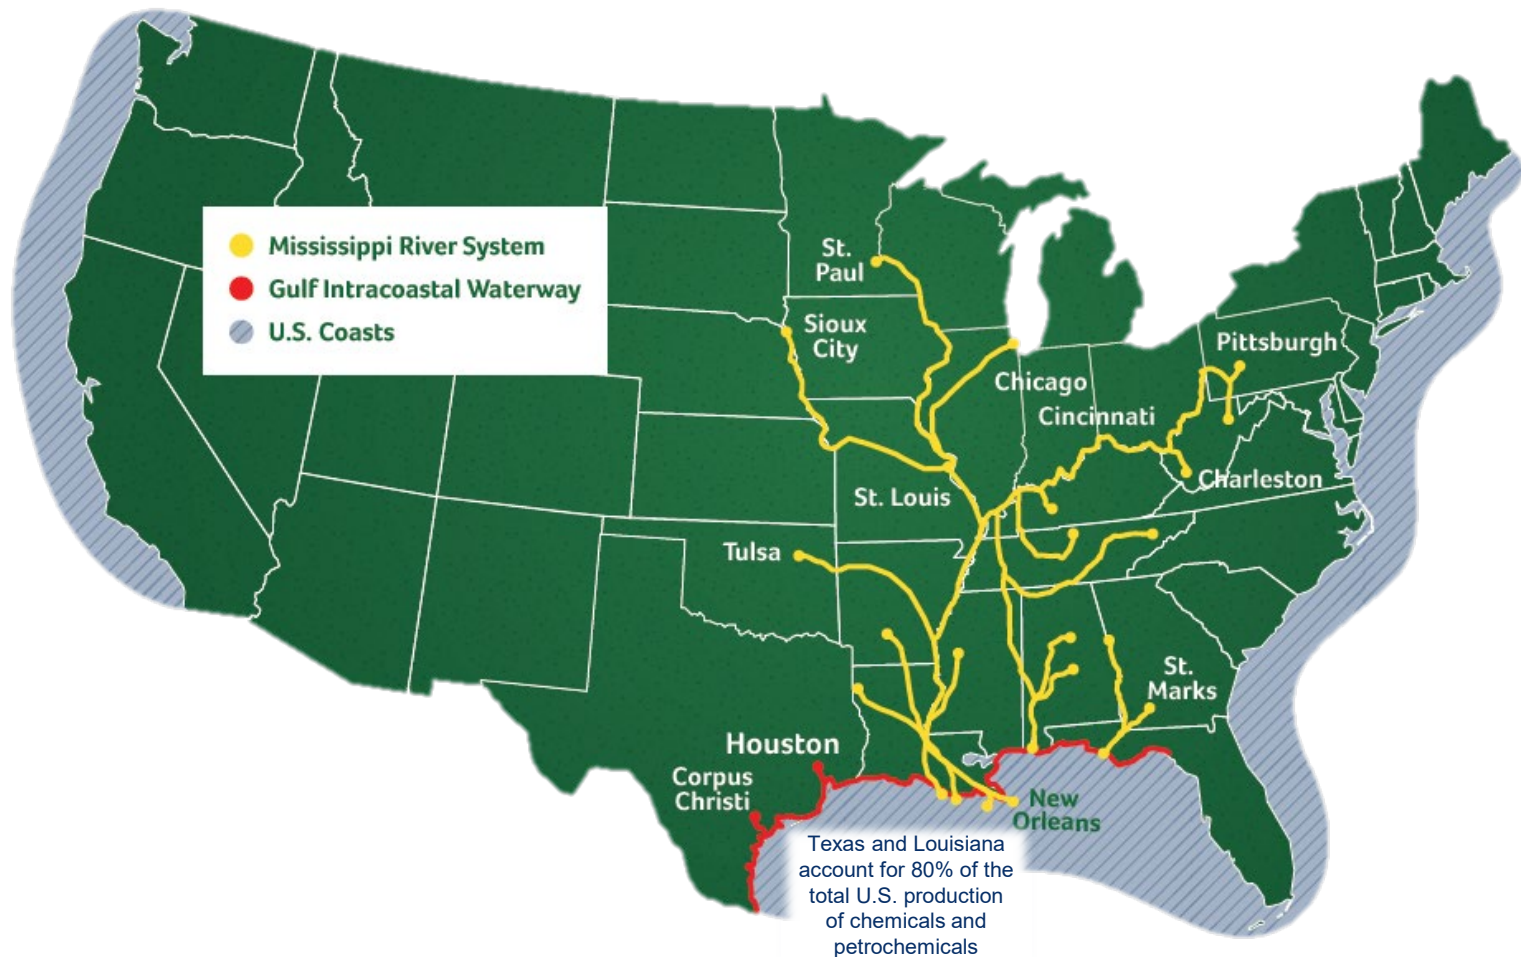 Mississippi River System
Gulf Intracoastal Waterway
U.S. Coasts
St.
Paul
Sioux
City
Pittsburgh
Chicago
Cincinnati
Charleston
St. Louis
Tulsa
St.
Marks
Houston
Corpus
Christi
New
Orleans
Texas and Louisiana
account for 80% of the
total U.S. production
of chemicals and
petrochemicals